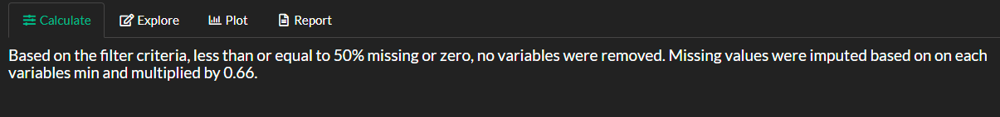 Calculate Explore Plot Report
Based on the filter criteria, less than or equal to 50% missing or zero, no variables were removed. Missing values were imputed based on on each
variables min and multiplied by 0.66.